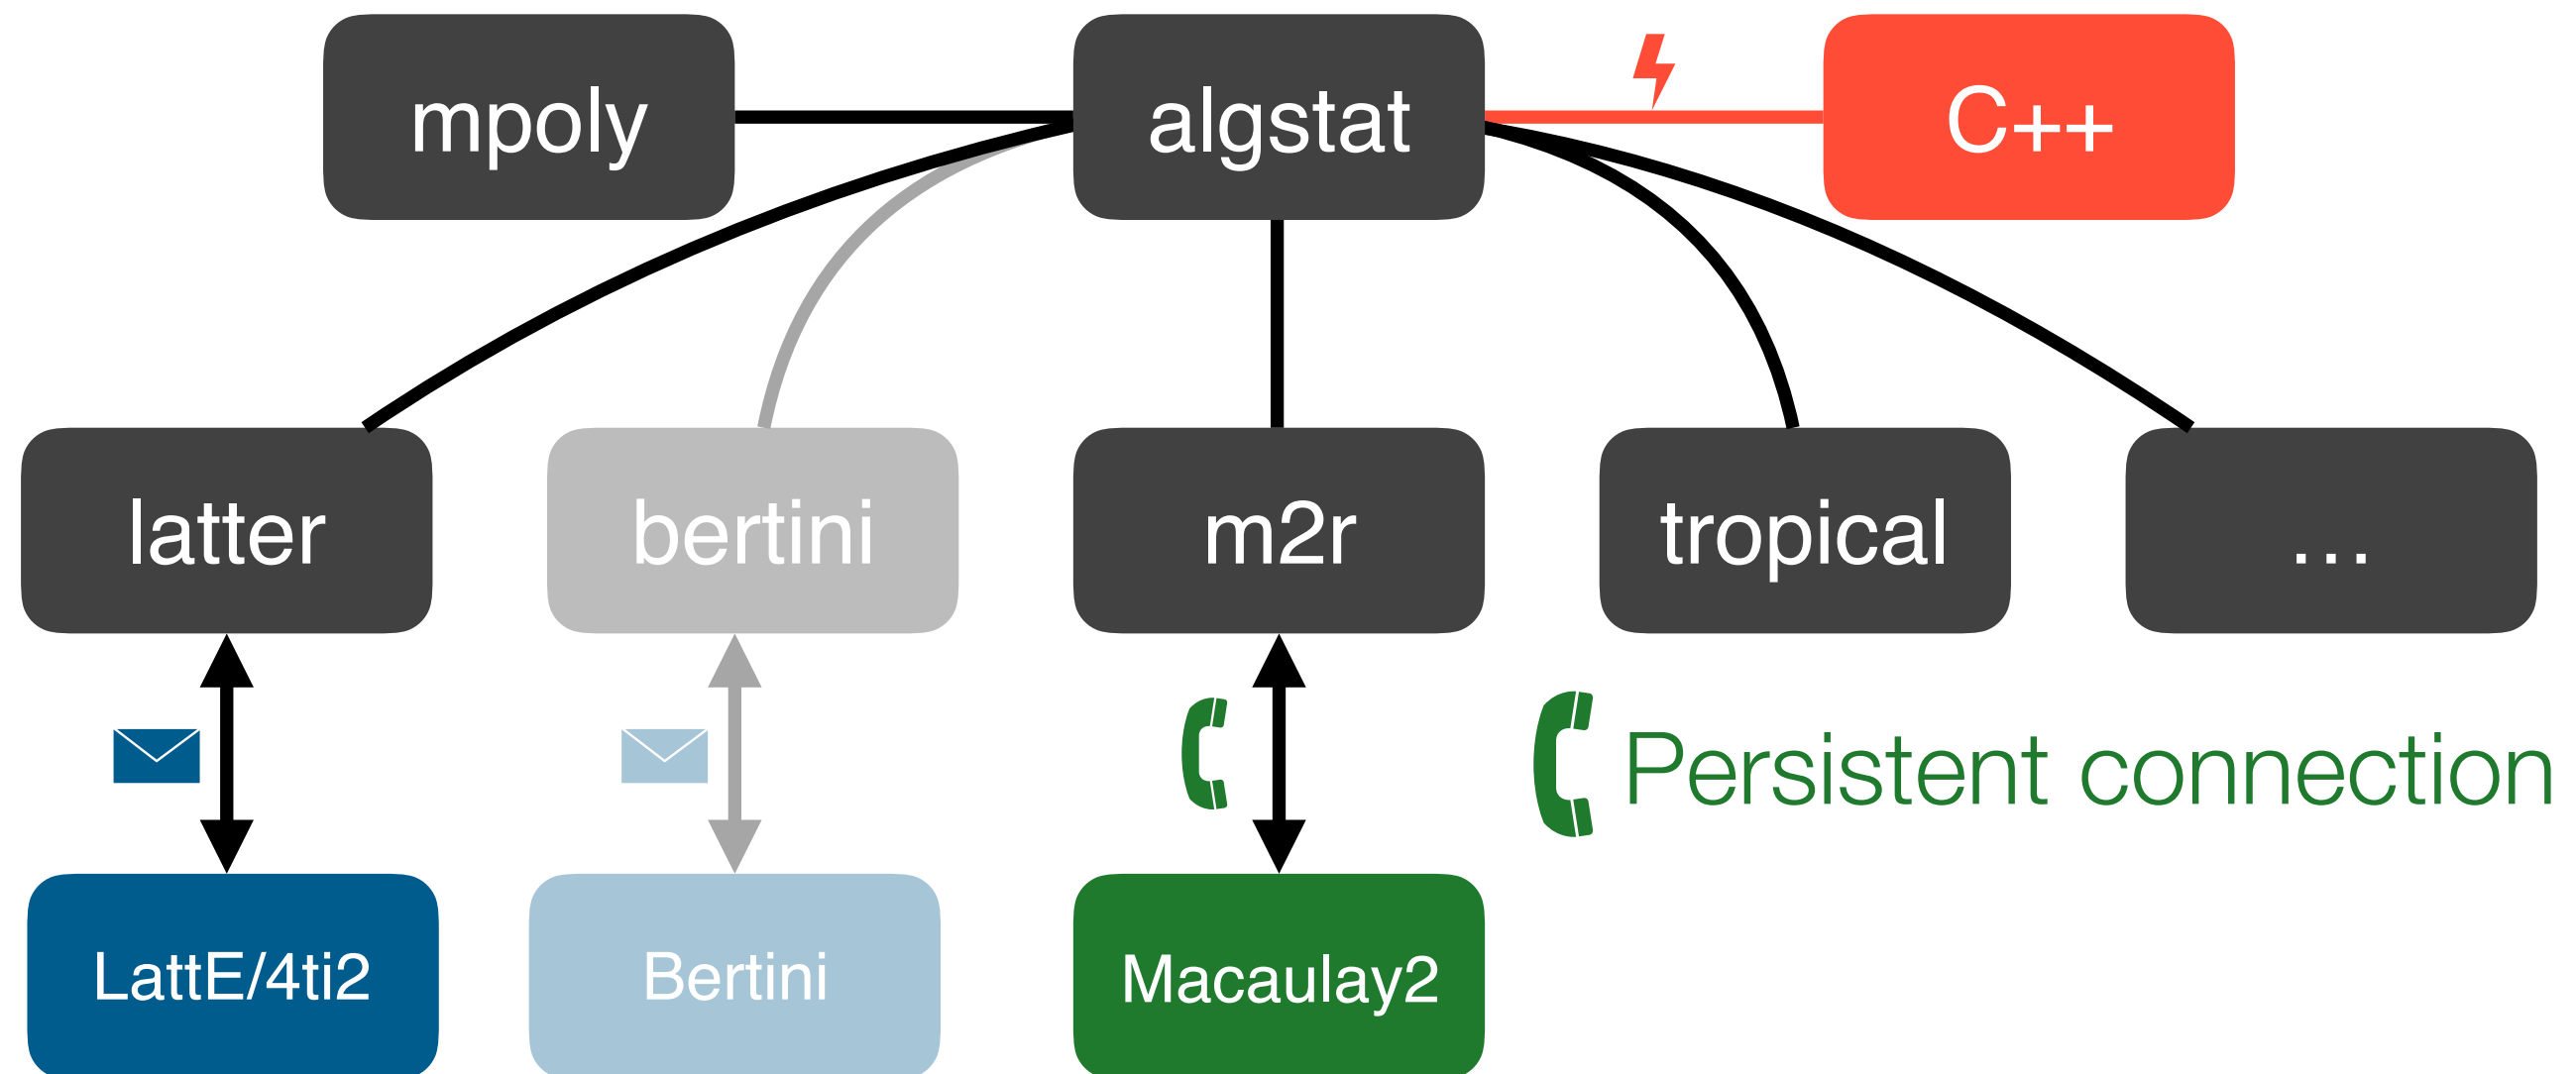 mpoly
algstat
C++
latter
bertini
m2r
tropical
...
Persistent connection
LattE/4ti2
Bertini
Macaulay2